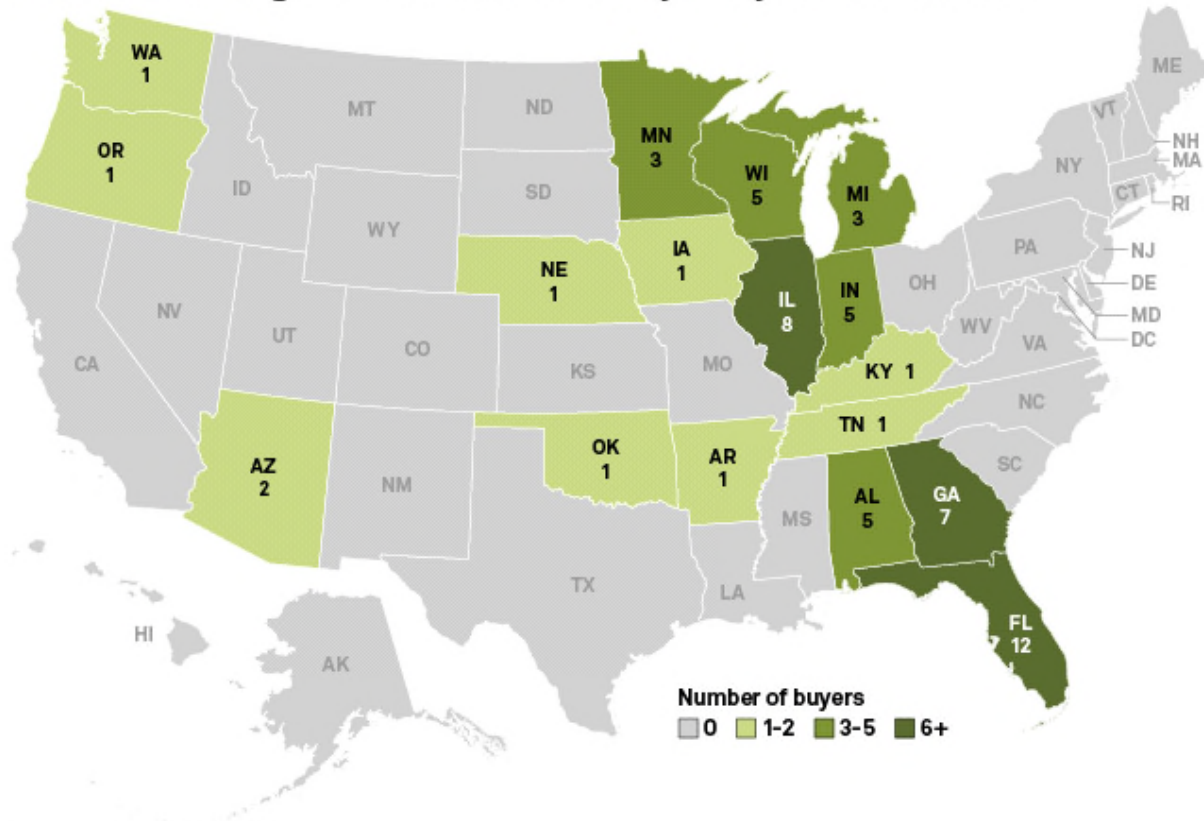 WA
1
OR
1
MT
ID
ND
SD
WY
MN
3
WI
5
MI
3
ME
VT
NH
MA
NY
CT
RI
PA
NJ
DE
MD
DC
OH
WV
VA
NE
1
IA
1
IL
8
IN
5
NV
UT
CO
CA
KS
MO
KY 1
NC
TN 1
SC
AZ
2
NM
OK
1
AR
1
MS
AL
5
GA
7
TX
LA
FL
12
HI
AK
Number of buyers
0 1-2 3-5 6+